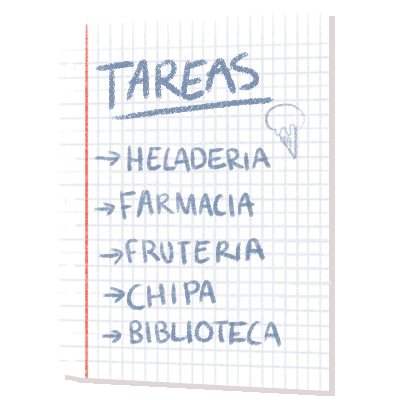 TAREAS
→ HELADERIA
→ FARMACIA
→ FRUTERIA
→ CHIPA
→ BIBLIOTECA